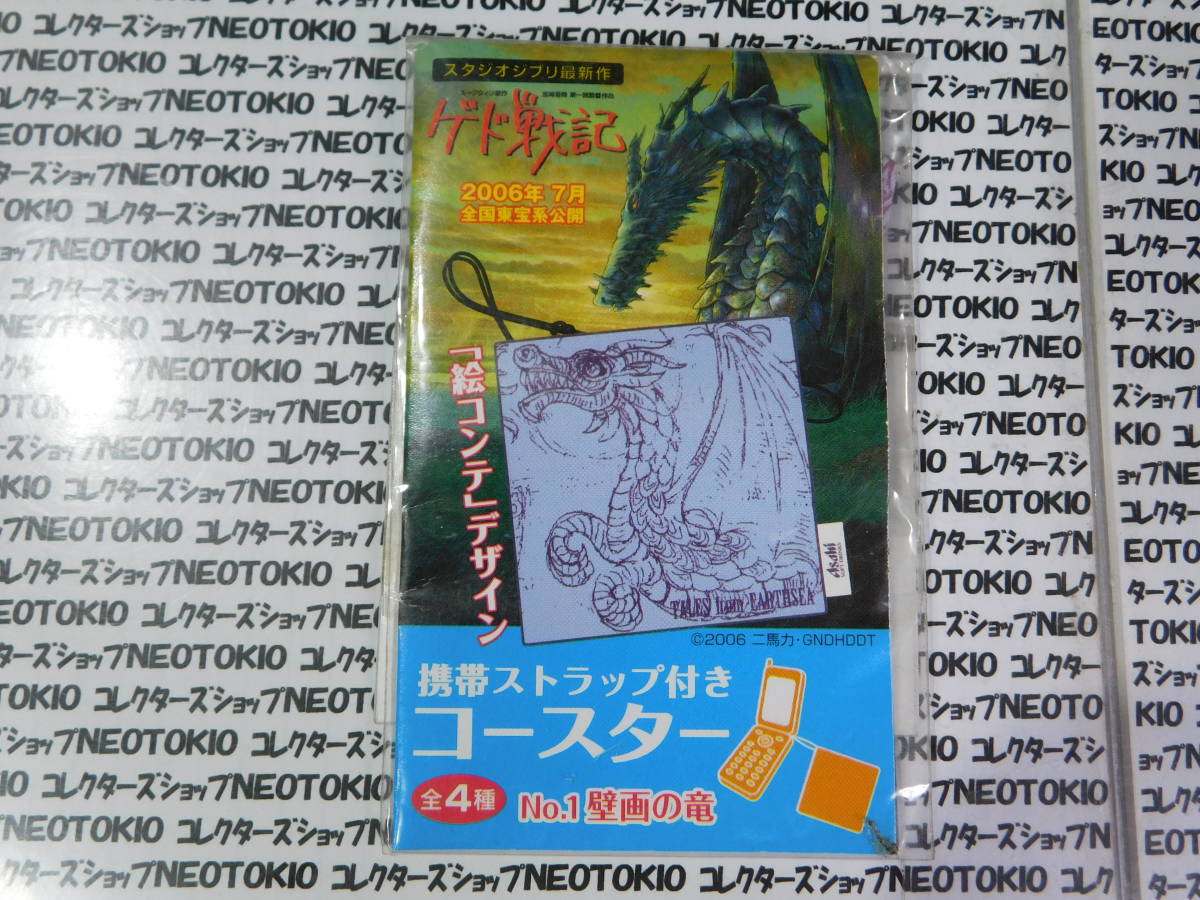 スタジオジブリ最新作
ゲド戦記
2006年 7月
全国東宝系公開
「絵コンテ」デザイン
Asahi
TALES from EARTHSEA
©2006 二馬力・GNDHDDT
携帯ストラップ付き
コースター
全4種
No.1 壁画の竜
コレクターズショップNEOTOKIO